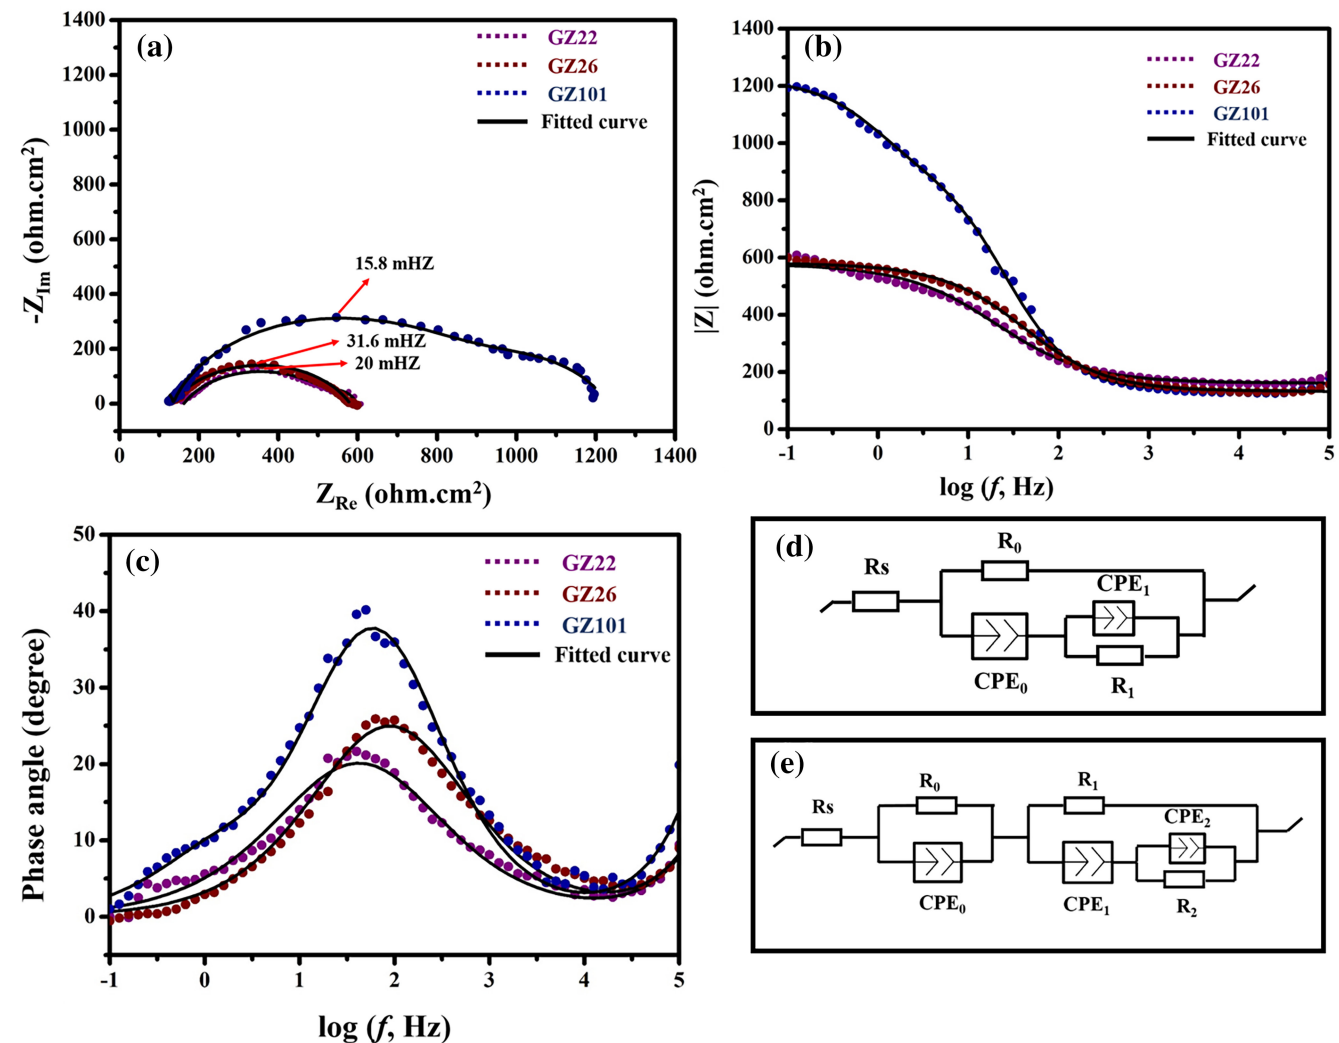 (a)
GZ22
GZ26
GZ101
Fitted curve
1400
1200
1000
800
600
400
200
0
-Z_Im (ohm.cm²)
15.8 mHZ
31.6 mHZ
20 mHZ
0 200 400 600 800 1000 1200 1400
Z_Re (ohm.cm²)
(b)
GZ22
GZ26
GZ101
Fitted curve
1400
1200
1000
800
600
400
200
0
|Z| (ohm.cm²)
-1 0 1 2 3 4 5
log (f, Hz)
(c)
GZ22
GZ26
GZ101
Fitted curve
50
40
30
20
10
0
Phase angle (degree)
-1 0 1 2 3 4 5
log (f, Hz)
(d)
Rs
R₀
CPE₁
CPE₀
R₁
(e)
Rs
R₀
R₁
CPE₂
CPE₀
CPE₁
R₂